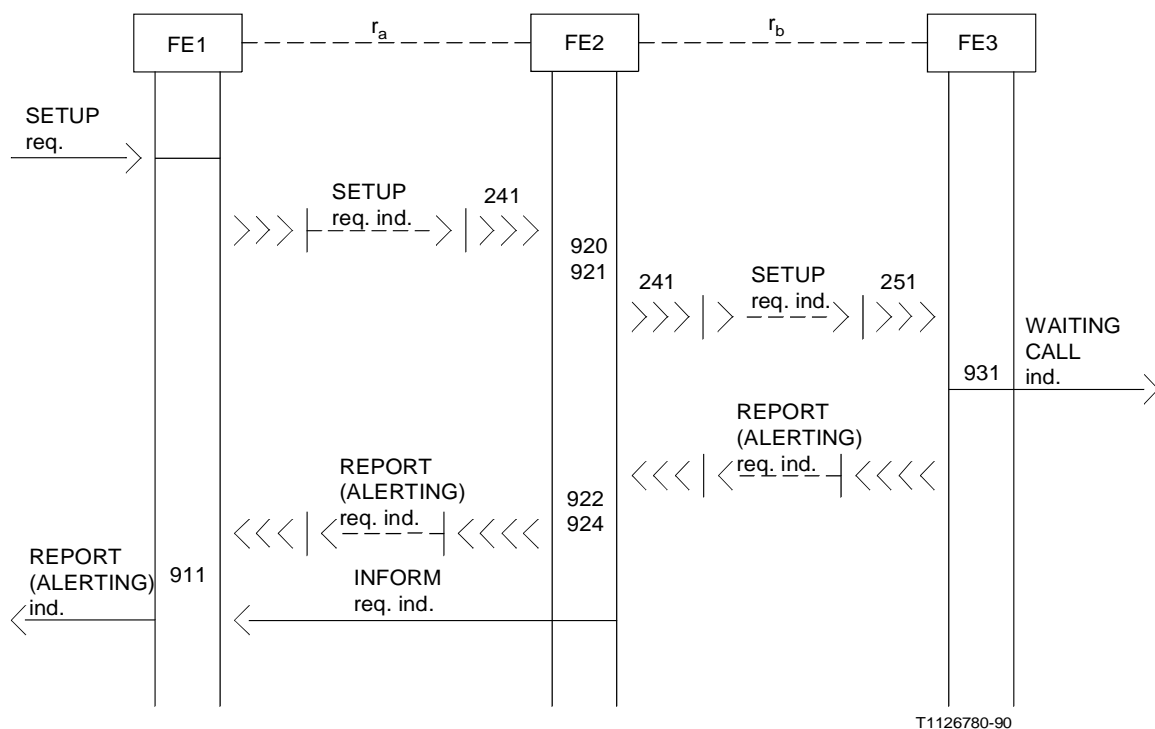 FE1
ra
FE2
rb
FE3
SETUP
req.
SETUP
req. ind.
241
920
921
241
SETUP
req. ind.
251
WAITING
CALL
ind.
931
REPORT
(ALERTING)
req. ind.
REPORT
(ALERTING)
req. ind.
922
924
REPORT
(ALERTING)
ind.
911
INFORM
req. ind.
T1126780-90